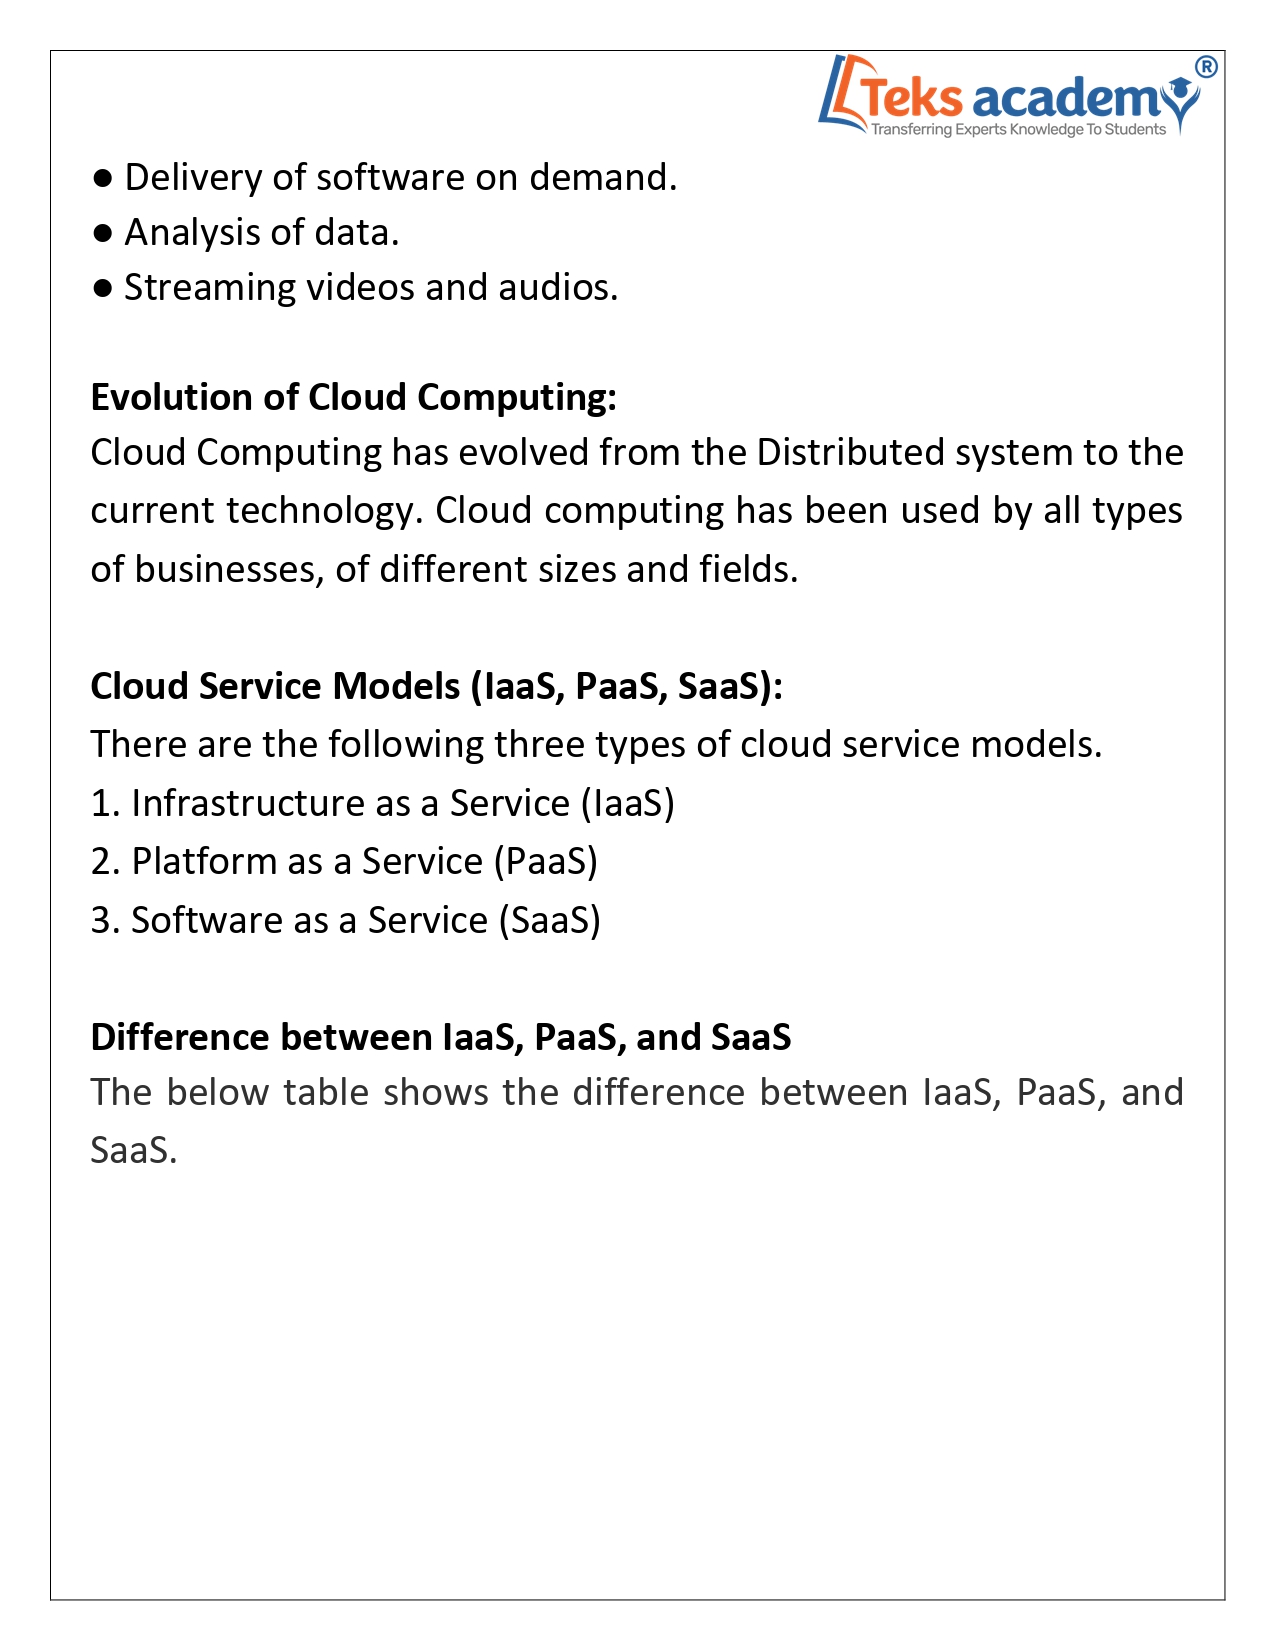 Teks academy®
Transferring Experts Knowledge To Students
● Delivery of software on demand.
● Analysis of data.
● Streaming videos and audios.
Evolution of Cloud Computing:
Cloud Computing has evolved from the Distributed system to the
current technology. Cloud computing has been used by all types
of businesses, of different sizes and fields.
Cloud Service Models (IaaS, PaaS, SaaS):
There are the following three types of cloud service models.
1. Infrastructure as a Service (IaaS)
2. Platform as a Service (PaaS)
3. Software as a Service (SaaS)
Difference between IaaS, PaaS, and SaaS
The below table shows the difference between IaaS, PaaS, and
SaaS.